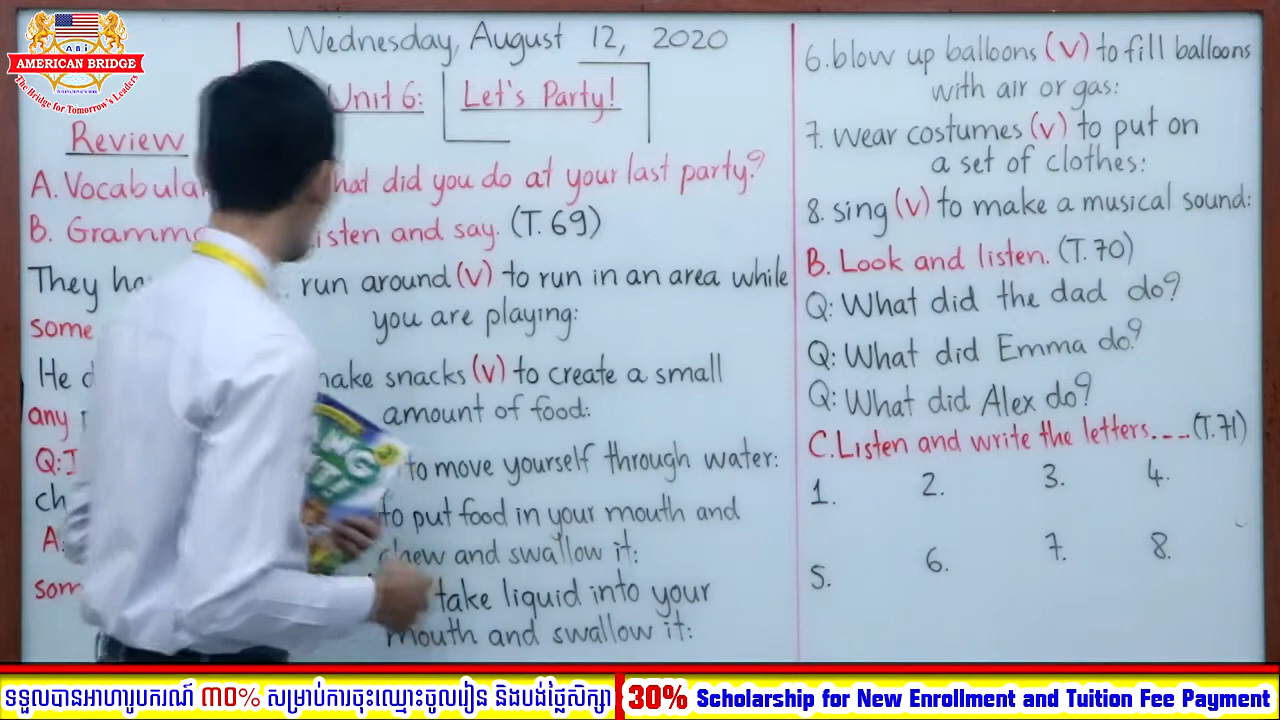 AMERICAN BRIDGE
The Bridge for Tomorrow's Leaders
Wednesday, August 12, 2020
Unit 6: Let's Party!
Review
did you do at your last party?
B. and say. (T.69)
They run around (v) to run in an area while
some you are playing:
He snacks (v) to create a small
any amount of food:
Q: to move yourself through water:
to put food in your mouth and
A: chew and swallow it:
take liquid into your
mouth and swallow it:
6. blow up balloons (v) to fill balloons
with air or gas:
7. wear costumes (v) to put on
a set of clothes:
8. sing (v) to make a musical sound:
B. Look and listen. (T.70)
Q: What did the dad do?
Q: What did Emma do?
Q: What did Alex do?
C. Listen and write the letters.... (T.71)
1. 2. 3. 4.
5. 6. 7. 8.
ទទួលបានអាហារូបករណ៍ ៣០% សម្រាប់ការចុះឈ្មោះចូលរៀន និងបង់ថ្លៃសិក្សា
30% Scholarship for New Enrollment and Tuition Fee Payment